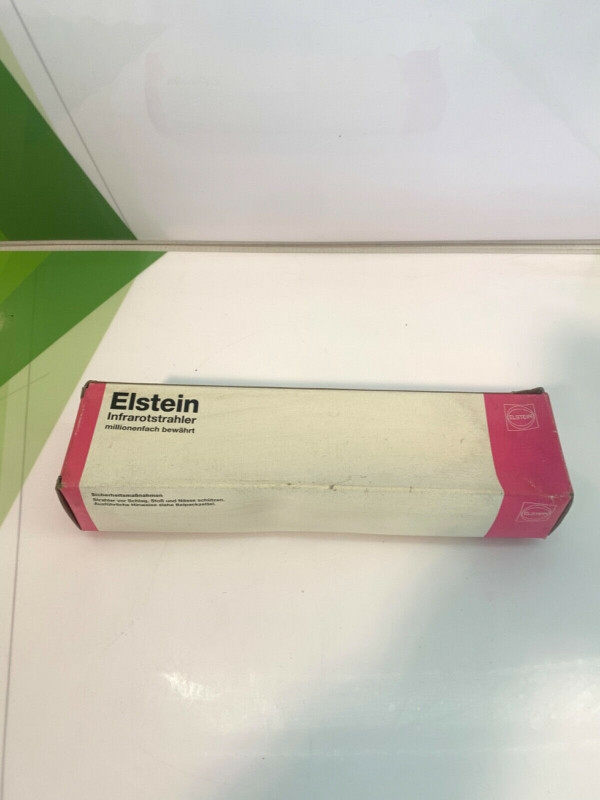 Elstein
Infrarotstrahler
millionenfach bewährt
ELSTEIN
Sicherheitsmaßnahmen
Strahler vor Schlag, Stoß und Nässe schützen.
Ausführliche Hinweise siehe Beipackzettel.
ELSTEIN